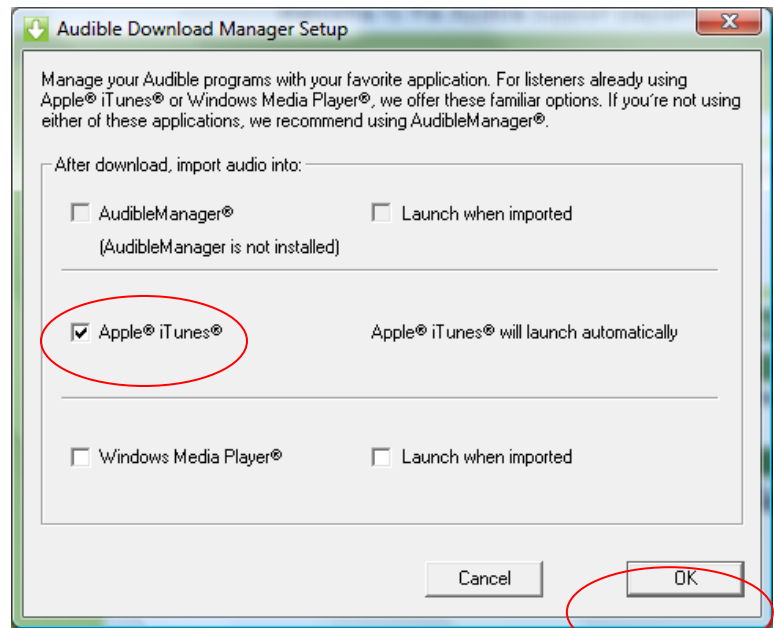 Audible Download Manager Setup
Manage your Audible programs with your favorite application. For listeners already using
Apple® iTunes® or Windows Media Player®, we offer these familiar options. If you're not using
either of these applications, we recommend using AudibleManager®.
After download, import audio into:
AudibleManager® Launch when imported
(AudibleManager is not installed)
Apple® iTunes® Apple® iTunes® will launch automatically
Windows Media Player® Launch when imported
Cancel OK